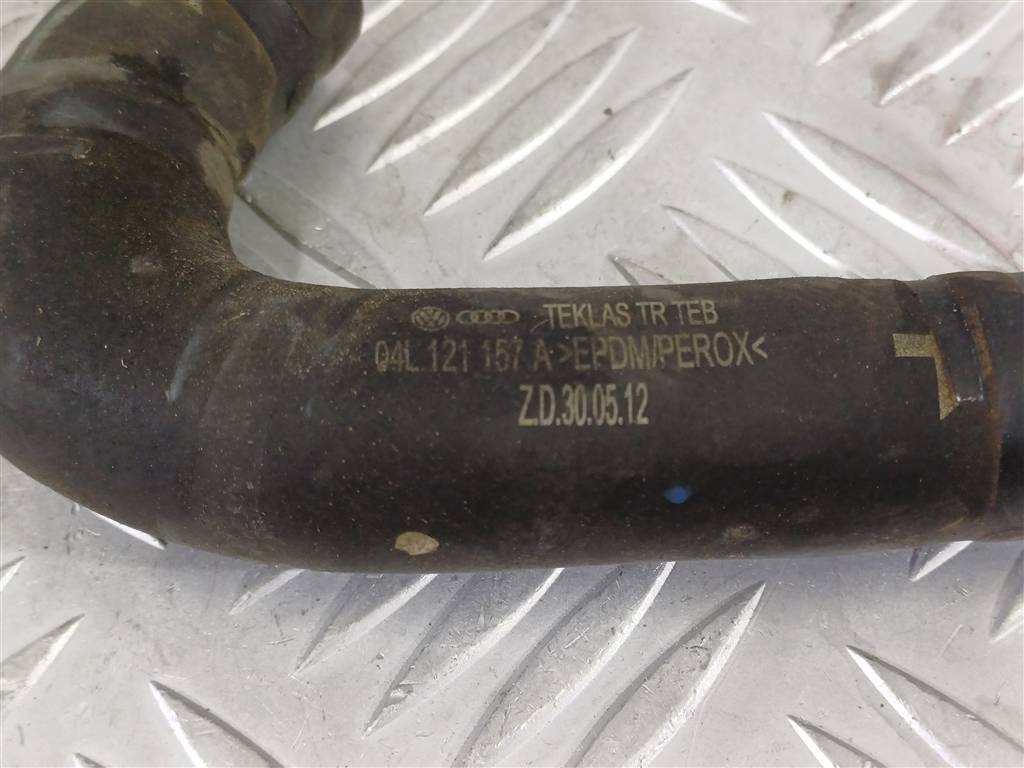 TEKLAS TR TEB
04L 121 157 A >EPDM/PEROX<
Z.D.30.05.12